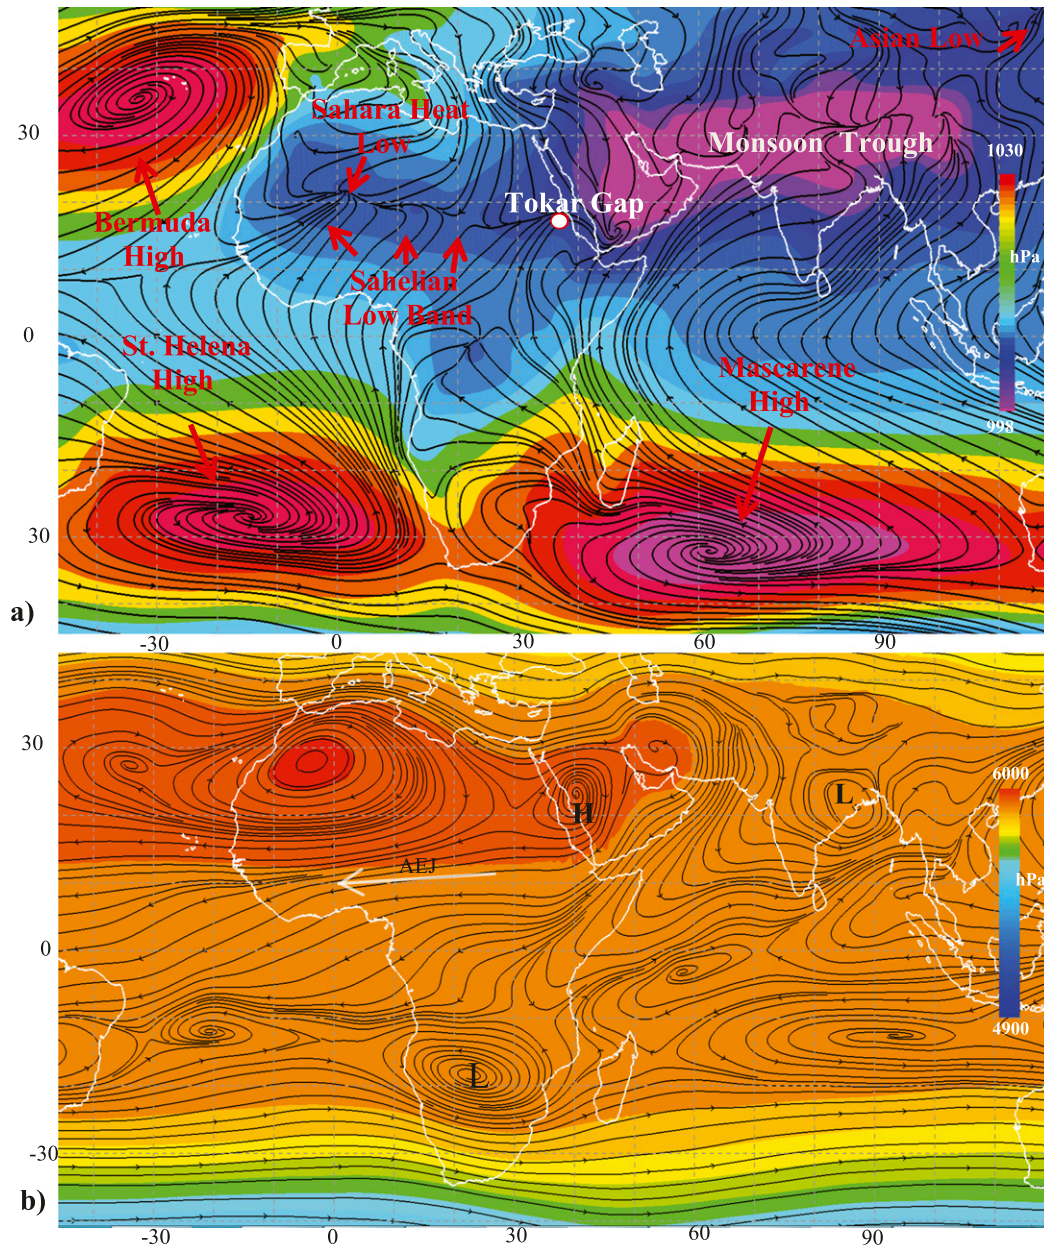 Asian Low
Sahara Heat
Low
30
Monsoon Trough
1030
Tokar Gap
Bermuda
High
hPa
Sahelian
Low Band
0
St. Helena
High
Mascarene
High
998
30
a)
-30
0
30
60
90
30
6000
H
L
AEJ
hPa
0
4900
L
-30
b)
-30
0
30
60
90